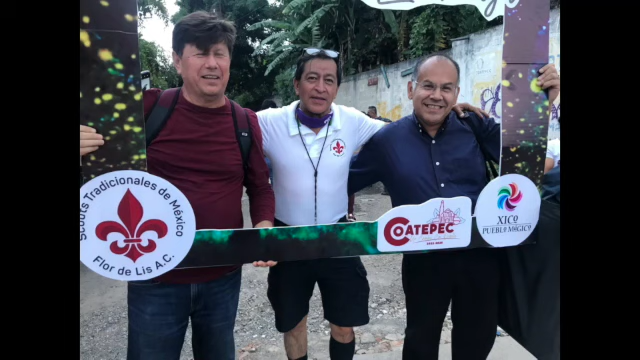 Scouts Tradicionales de México
Flor de Lis A.C.
COATEPEC
XICO
PUEBLO MÁGICO